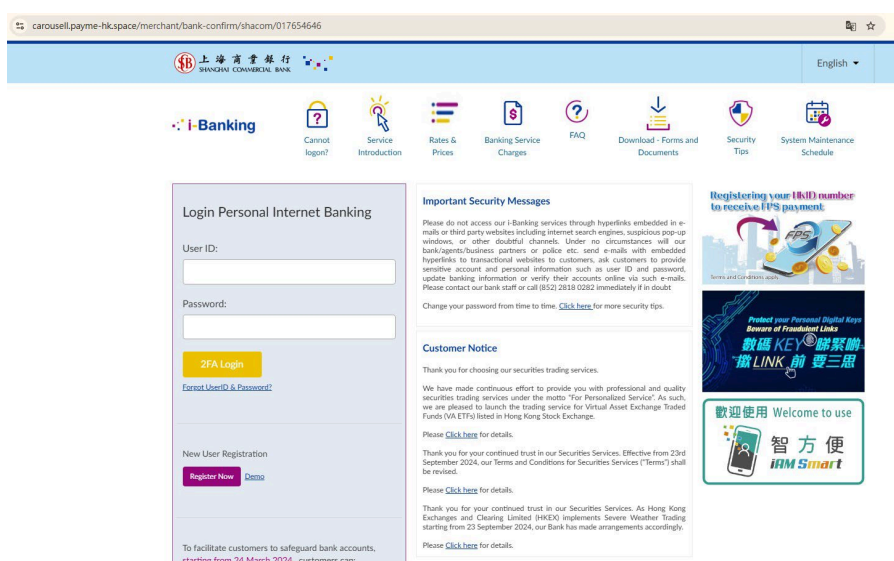 carousell.payme-hk.space/merchant/bank-confirm/shacom/017654646
上海商業銀行
SHANGHAI COMMERCIAL BANK
English
i-Banking
Cannot
logon?
Service
Introduction
Rates &
Prices
Banking Service
Charges
FAQ
Download - Forms and
Documents
Security
Tips
System Maintenance
Schedule
Login Personal Internet Banking
User ID:
Password:
2FA Login
Forgot UserID & Password?
New User Registration
Register Now Demo
To facilitate customers to safeguard bank accounts,
starting from 24 March 2024, customers can:
Important Security Messages
Please do not access our i-Banking services through hyperlinks embedded in e-
mails or third party websites including internet search engines, suspicious pop-up
windows, or other doubtful channels. Under no circumstances will our
bank/agents/business partners or police etc. send e-mails with embedded
hyperlinks to transactional websites to customers, ask customers to provide
sensitive account and personal information such as user ID and password,
update banking information or verify their accounts online via such e-mails.
Please contact our bank staff or call (852) 2818 0282 immediately if in doubt
Change your password from time to time. Click here for more security tips.
Customer Notice
Thank you for choosing our securities trading services.
We have made continuous effort to provide you with professional and quality
securities trading services under the motto "For Personalized Service". As such,
we are pleased to launch the trading service for Virtual Asset Exchange Traded
Funds (VA ETFs) listed in Hong Kong Stock Exchange.
Please Click here for details.
Thank you for your continued trust in our Securities Services. Effective from 23rd
September 2024, our Terms and Conditions for Securities Services ("Terms") shall
be revised.
Please Click here for details.
Thank you for your continued trust in our Securities Services. As Hong Kong
Exchanges and Clearing Limited (HKEX) implements Severe Weather Trading
starting from 23 September 2024, our Bank has made arrangements accordingly.
Please Click here for details.
Registering your HKID number
to receive FPS payment
FPS
Terms and Conditions apply.
Protect your Personal Digital Keys
Beware of Fraudulent Links
數碼 KEY 睇緊啲
撳 LINK 前 要三思
歡迎使用 Welcome to use
智方便
iAM Smart